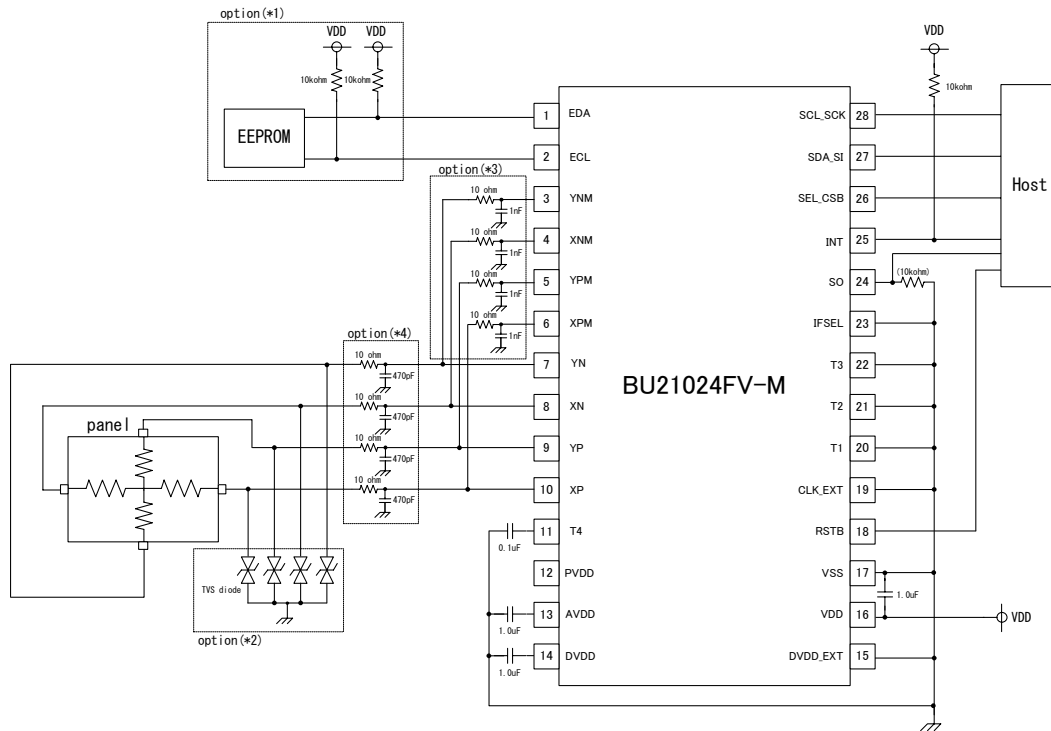 option(*1)
VDD VDD
10kohm 10kohm
EEPROM
VDD
10kohm
Host
option(*3)
10 ohm
1nF
10 ohm
1nF
10 ohm
1nF
10 ohm
1nF
option(*4)
10 ohm
470pF
10 ohm
470pF
10 ohm
470pF
10 ohm
470pF
panel
TVS diode
option(*2)
0.1uF
1.0uF
1.0uF
BU21024FV-M
1 EDA
2 ECL
3 YNM
4 XNM
5 YPM
6 XPM
7 YN
8 XN
9 YP
10 XP
11 T4
12 PVDD
13 AVDD
14 DVDD
SCL_SCK 28
SDA_SI 27
SEL_CSB 26
INT 25
SO 24
(10kohm)
IFSEL 23
T3 22
T2 21
T1 20
CLK_EXT 19
RSTB 18
VSS 17
1.0uF
VDD 16
VDD
DVDD_EXT 15